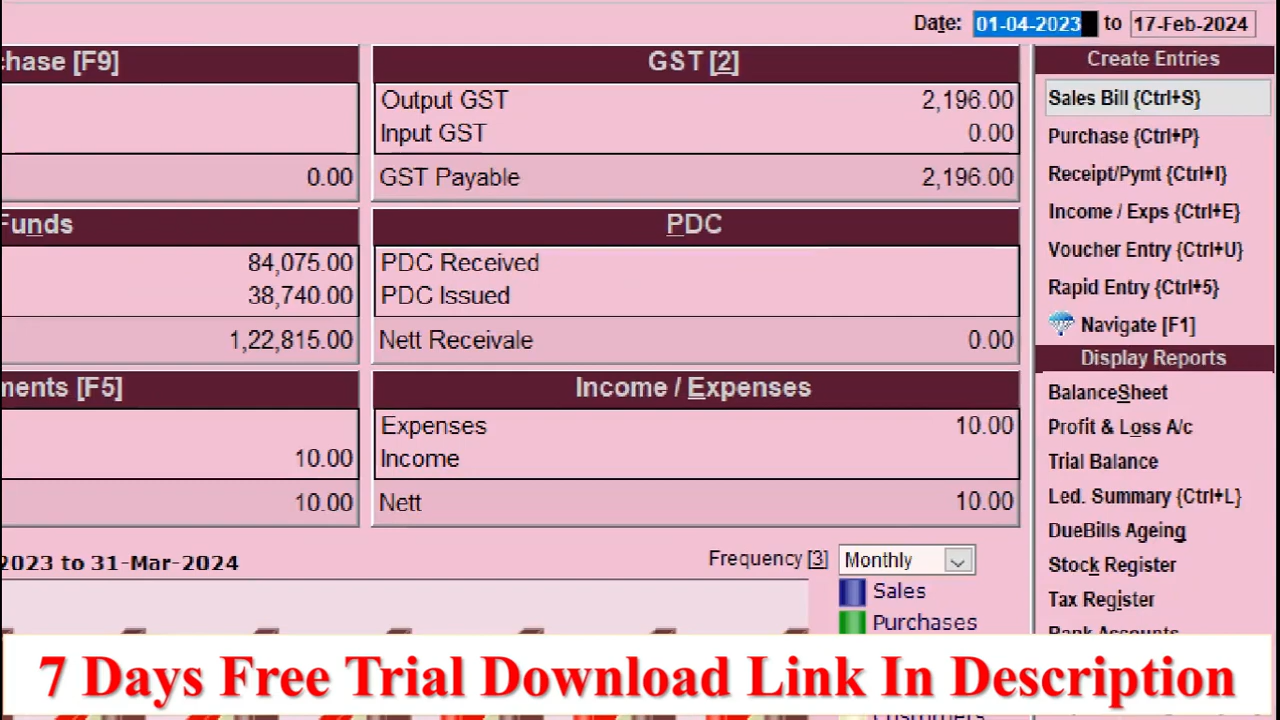 Date: 01-04-2023 to 17-Feb-2024
chase [F9]
0.00
GST [2]
Output GST 2,196.00
Input GST 0.00
GST Payable 2,196.00
Funds
84,075.00
38,740.00
1,22,815.00
PDC
PDC Received
PDC Issued
Nett Receivale 0.00
ments [F5]
10.00
10.00
Income / Expenses
Expenses 10.00
Income
Nett 10.00
2023 to 31-Mar-2024
Frequency [3] Monthly
Sales
Purchases
Customers
Create Entries
Sales Bill {Ctrl+S}
Purchase {Ctrl+P}
Receipt/Pymt {Ctrl+I}
Income / Exps {Ctrl+E}
Voucher Entry {Ctrl+U}
Rapid Entry {Ctrl+5}
Navigate [F1]
Display Reports
BalanceSheet
Profit & Loss A/c
Trial Balance
Led. Summary {Ctrl+L}
DueBills Ageing
Stock Register
Tax Register
Bank Accounts
7 Days Free Trial Download Link In Description